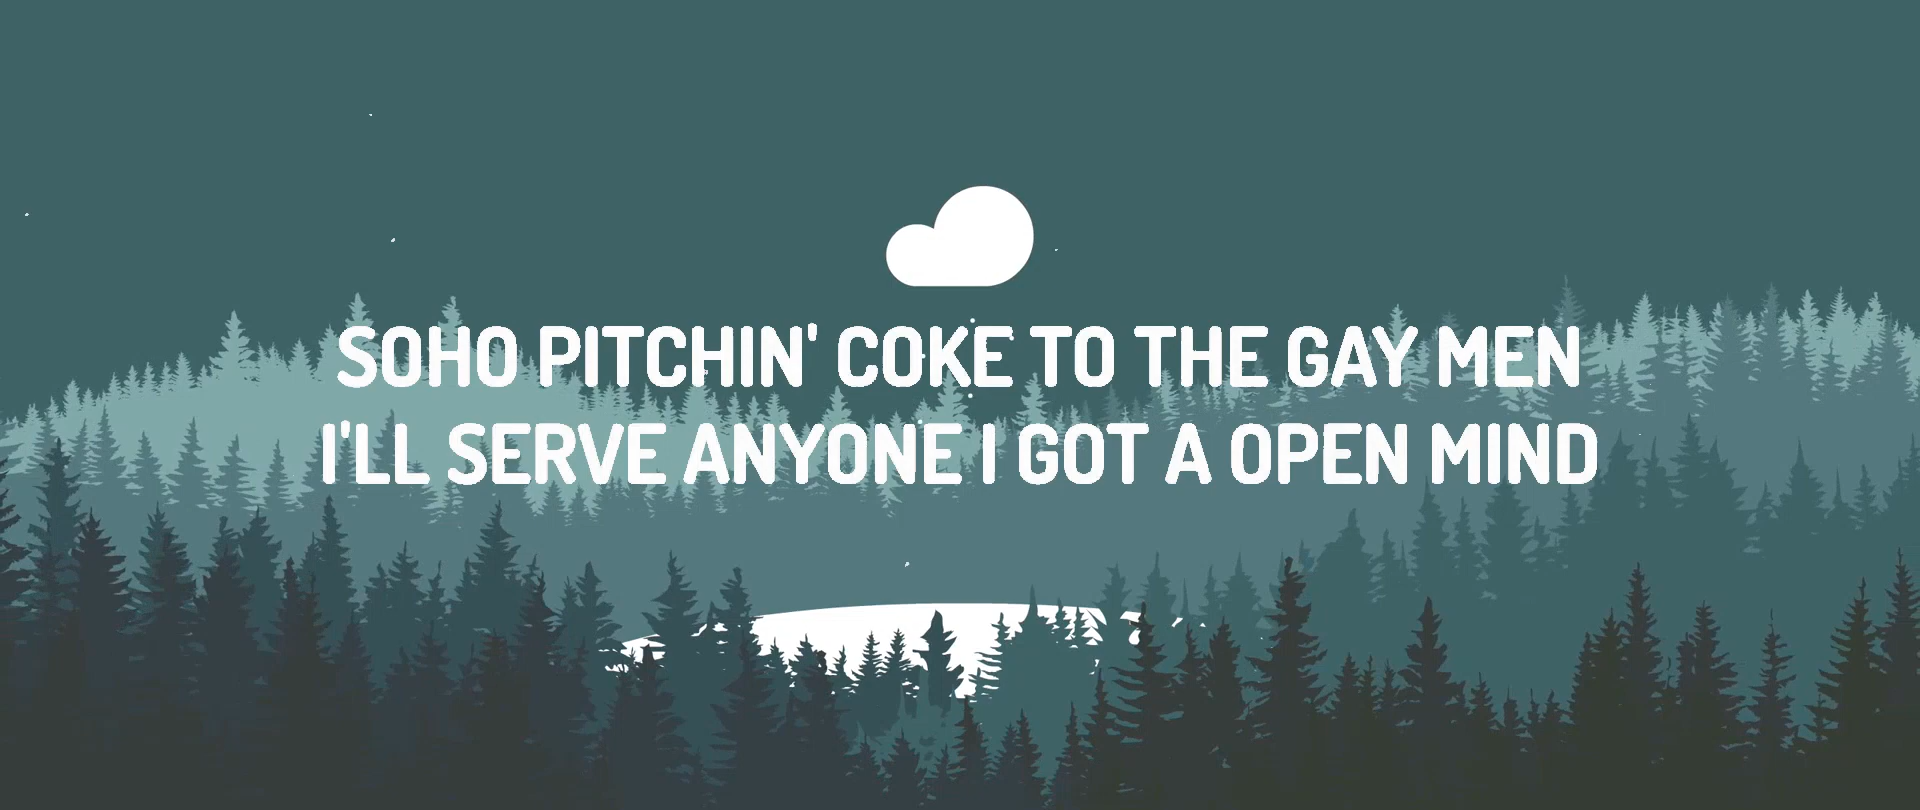 SOHO PITCHIN' COKE TO THE GAY MEN
I'LL SERVE ANYONE I GOT A OPEN MIND